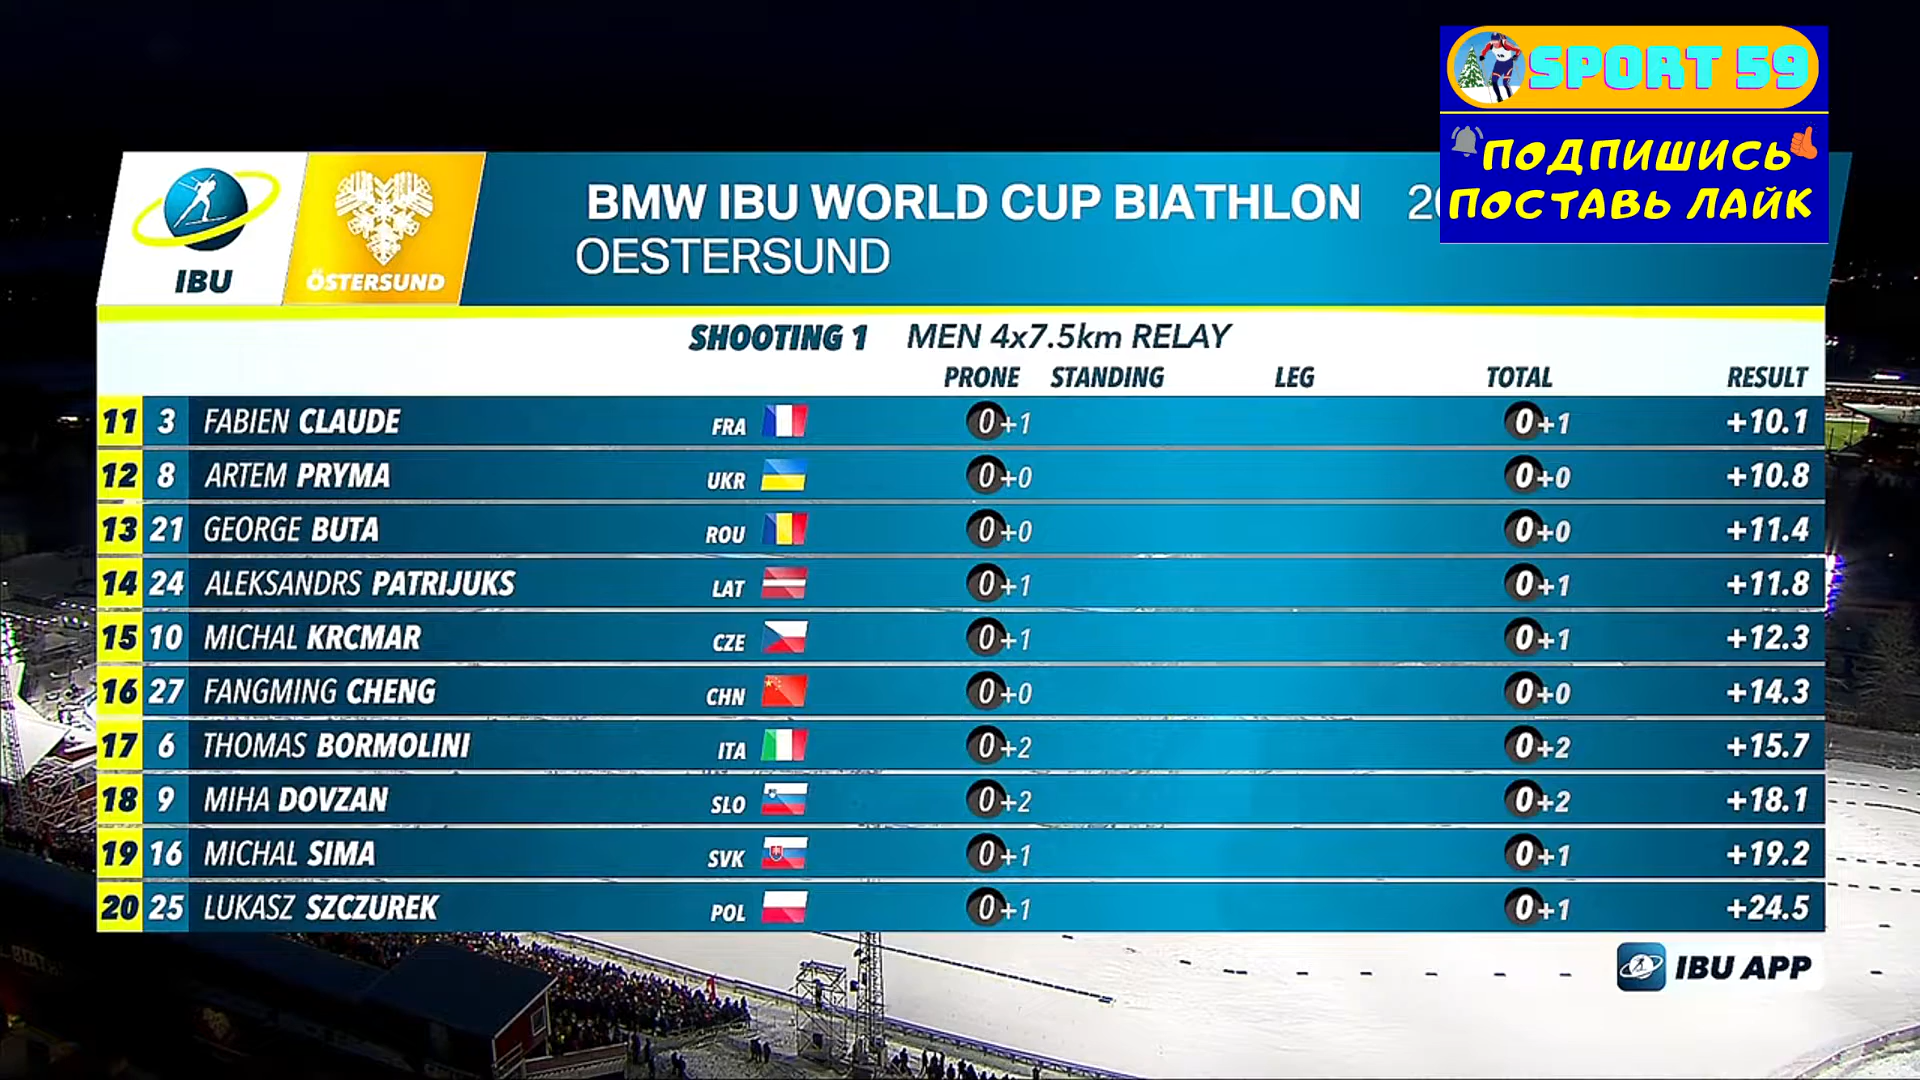 SPORT 59
ПОДПИШИСЬ
ПОСТАВЬ ЛАЙК
IBU
ÖSTERSUND
BMW IBU WORLD CUP BIATHLON
OESTERSUND
SHOOTING 1 MEN 4x7.5km RELAY
PRONE STANDING LEG TOTAL RESULT
11 3 FABIEN CLAUDE FRA 0+1 0+1 +10.1
12 8 ARTEM PRYMA UKR 0+0 0+0 +10.8
13 21 GEORGE BUTA ROU 0+0 0+0 +11.4
14 24 ALEKSANDRS PATRIJUKS LAT 0+1 0+1 +11.8
15 10 MICHAL KRCMAR CZE 0+1 0+1 +12.3
16 27 FANGMING CHENG CHN 0+0 0+0 +14.3
17 6 THOMAS BORMOLINI ITA 0+2 0+2 +15.7
18 9 MIHA DOVZAN SLO 0+2 0+2 +18.1
19 16 MICHAL SIMA SVK 0+1 0+1 +19.2
20 25 LUKASZ SZCZUREK POL 0+1 0+1 +24.5
IBU APP